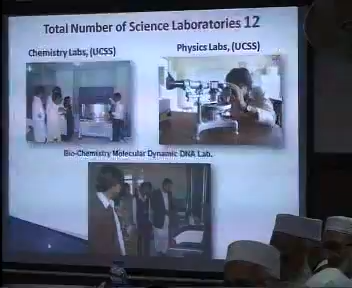 Total Number of Science Laboratories 12
Chemistry Labs, (UCSS)
Physics Labs, (UCSS)
Bio-Chemistry Molecular Dynamic DNA Lab.